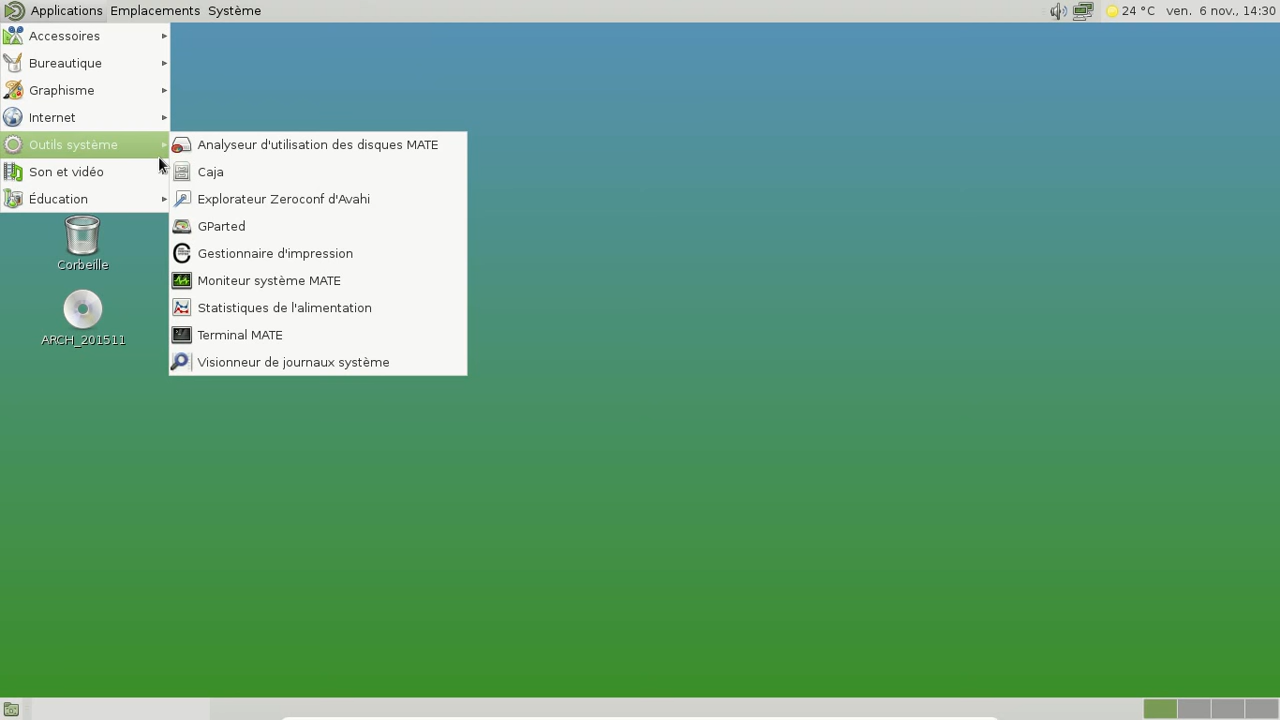 Applications Emplacements Système 24 °C ven. 6 nov., 14:30
Accessoires
Bureautique
Graphisme
Internet
Outils système
Son et vidéo
Éducation
Analyseur d'utilisation des disques MATE
Caja
Explorateur Zeroconf d'Avahi
GParted
Gestionnaire d'impression
Moniteur système MATE
Statistiques de l'alimentation
Terminal MATE
Visionneur de journaux système
Corbeille
ARCH_201511